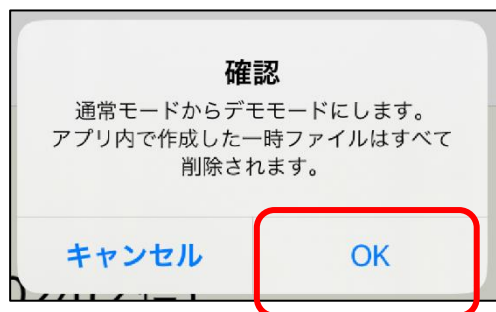 確認
通常モードからデモモードにします。
アプリ内で作成した一時ファイルはすべて
削除されます。
キャンセル OK